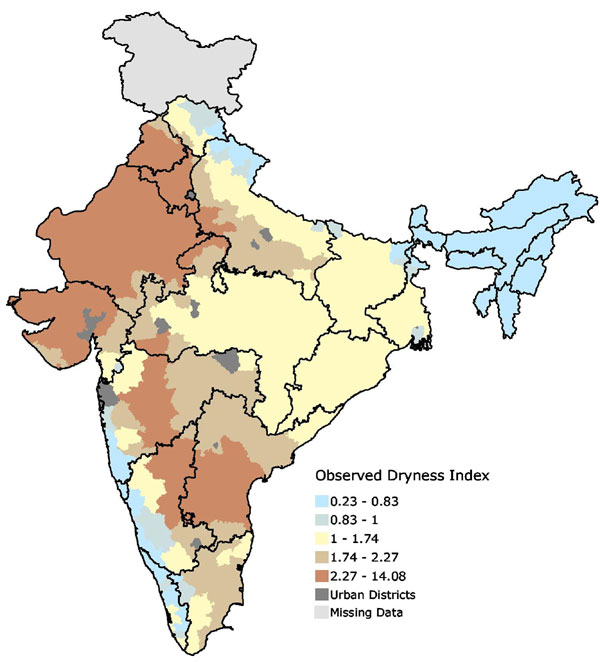 Observed Dryness Index
0.23 - 0.83
0.83 - 1
1 - 1.74
1.74 - 2.27
2.27 - 14.08
Urban Districts
Missing Data